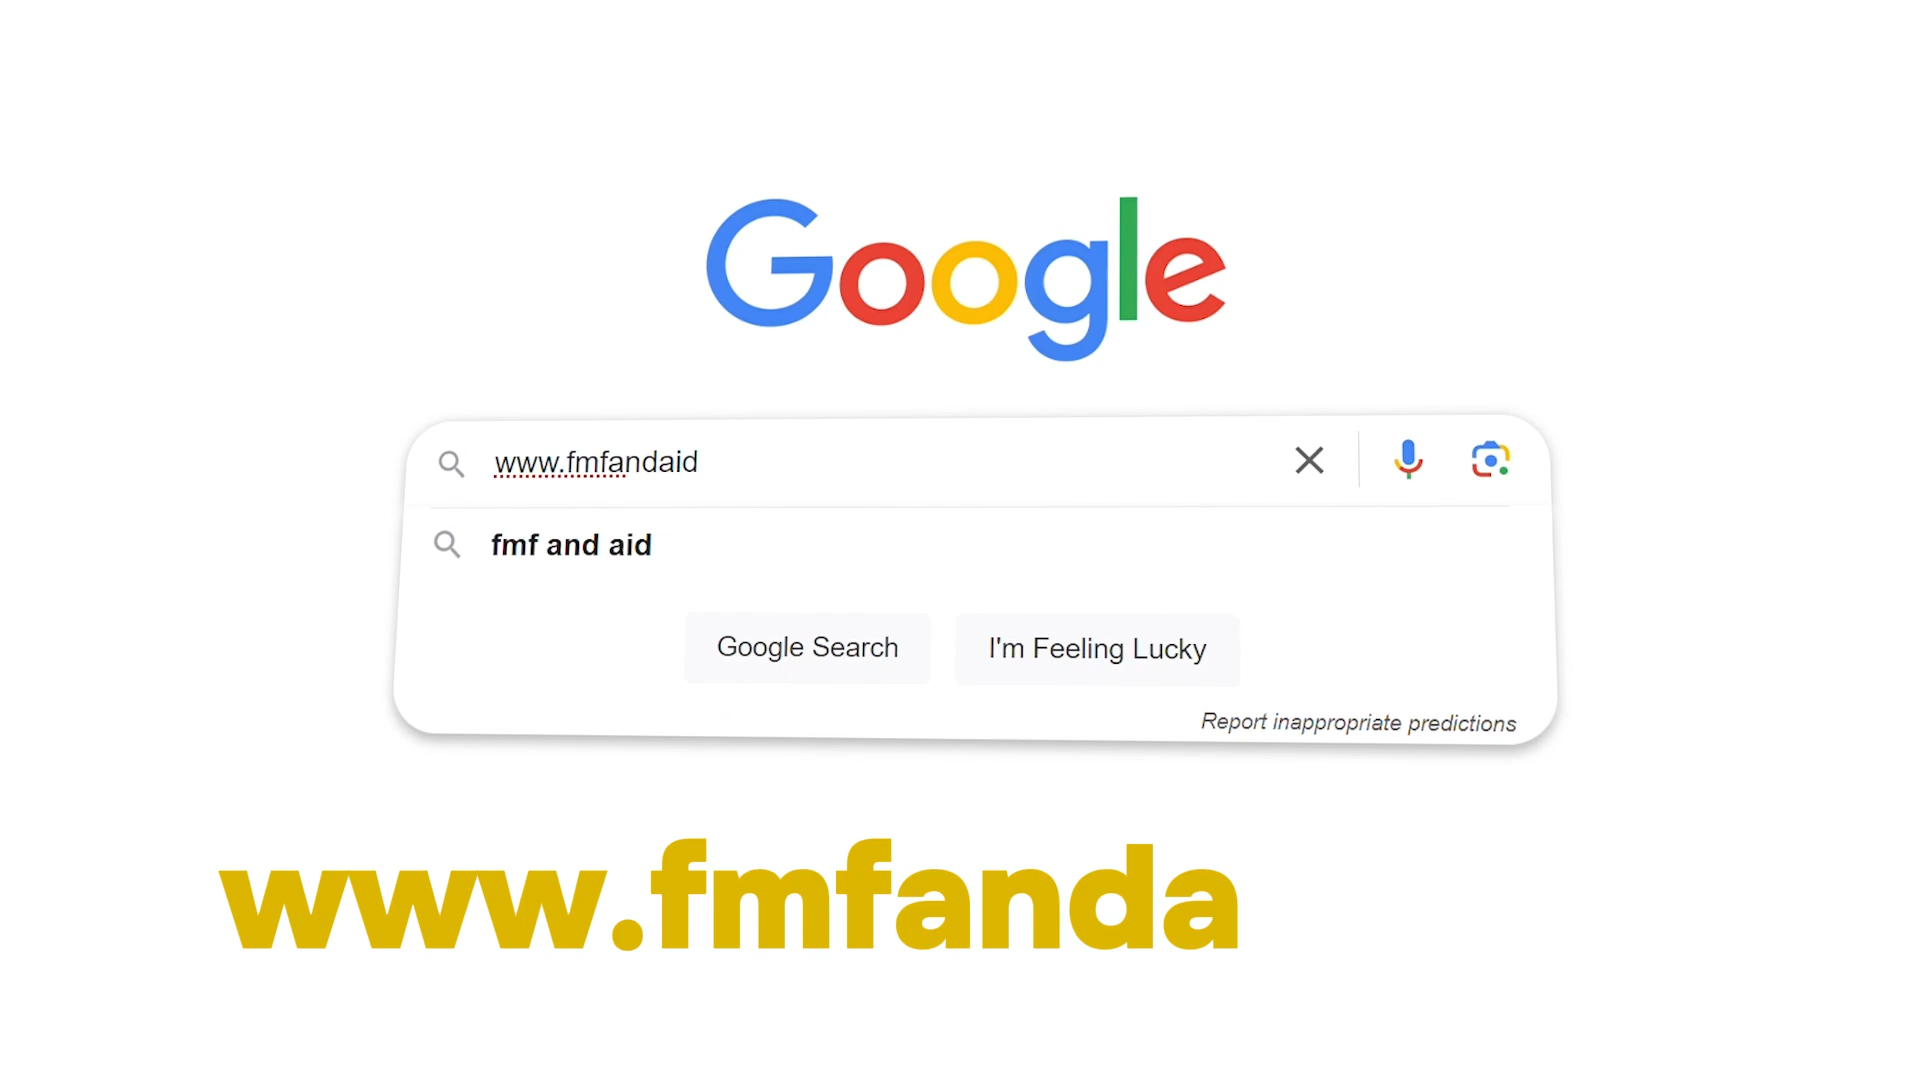 Google
www.fmfandaid
fmf and aid
Google Search
I'm Feeling Lucky
Report inappropriate predictions
www.fmfanda